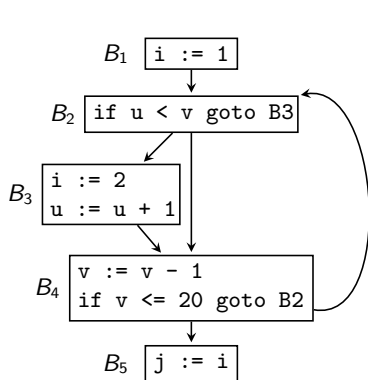 B1 i := 1
B2 if u < v goto B3
B3 i := 2
u := u + 1
B4 v := v - 1
if v <= 20 goto B2
B5 j := i